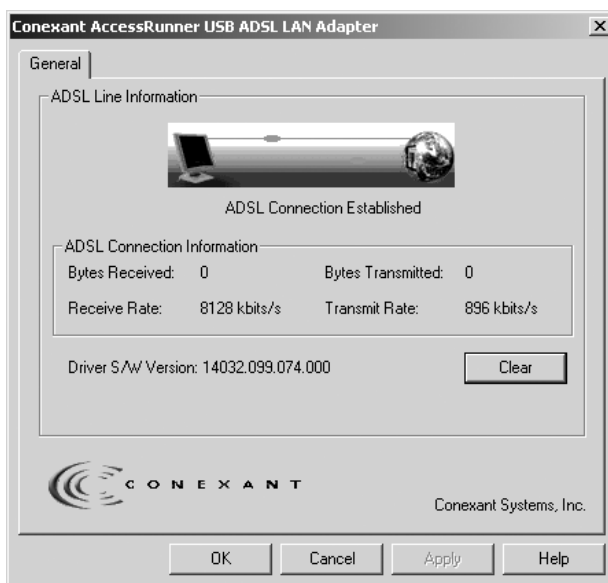 Conexant AccessRunner USB ADSL LAN Adapter
General
ADSL Line Information
ADSL Connection Established
ADSL Connection Information
Bytes Received: 0 Bytes Transmitted: 0
Receive Rate: 8128 kbits/s Transmit Rate: 896 kbits/s
Driver S/W Version: 14032.099.074.000 Clear
CONEXANT
Conexant Systems, Inc.
OK Cancel Apply Help